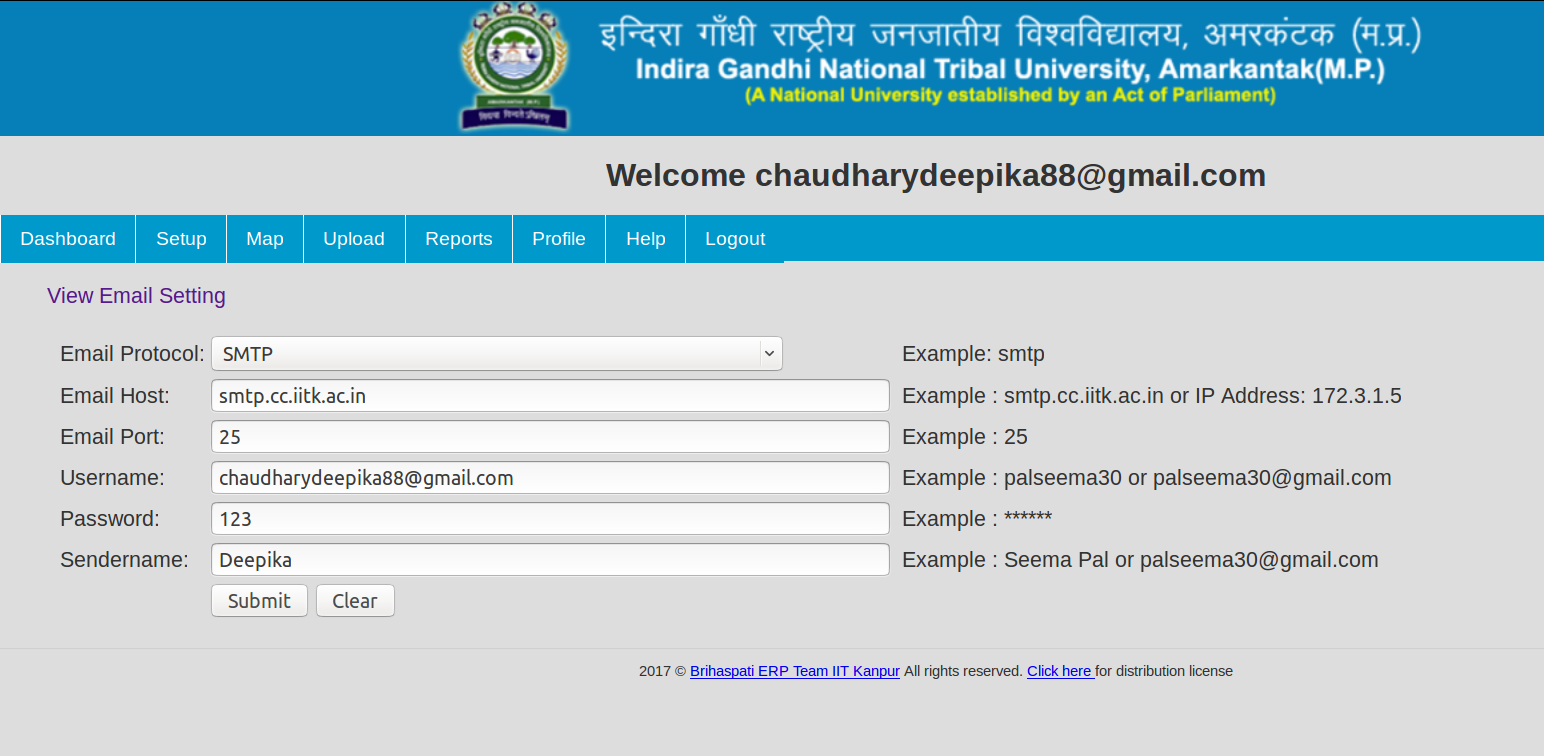 इन्दिरा गाँधी राष्ट्रीय जनजातीय विश्वविद्यालय, अमरकंटक (म.प्र.)
Indira Gandhi National Tribal University, Amarkantak(M.P.)
(A National University established by an Act of Parliament)
AMARKANTAK (M.P.)
Welcome chaudharydeepika88@gmail.com
Dashboard Setup Map Upload Reports Profile Help Logout
View Email Setting
Email Protocol: SMTP Example: smtp
Email Host: smtp.cc.iitk.ac.in Example : smtp.cc.iitk.ac.in or IP Address: 172.3.1.5
Email Port: 25 Example : 25
Username: chaudharydeepika88@gmail.com Example : palseema30 or palseema30@gmail.com
Password: 123 Example : ******
Sendername: Deepika Example : Seema Pal or palseema30@gmail.com
Submit Clear
2017 © Brihaspati ERP Team IIT Kanpur All rights reserved. Click here for distribution license